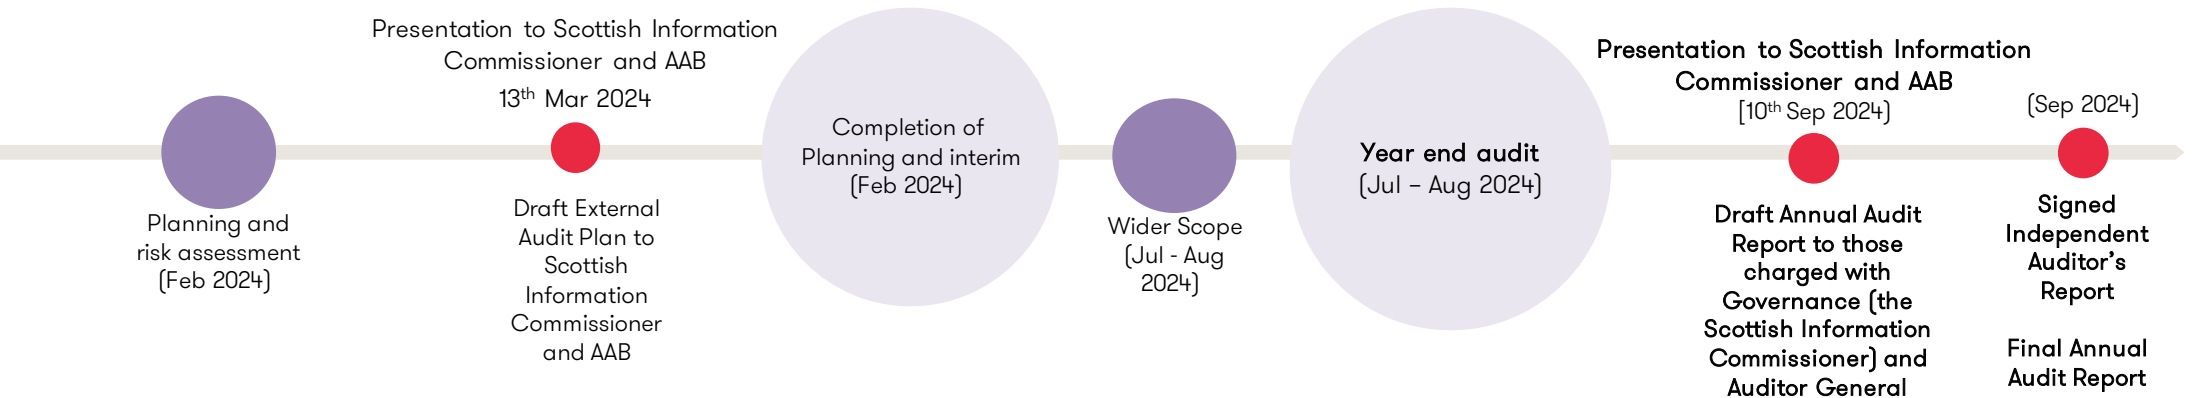 Planning and
risk assessment
(Feb 2024)
Presentation to Scottish Information
Commissioner and AAB
13th Mar 2024
Draft External
Audit Plan to
Scottish
Information
Commissioner
and AAB
Completion of
Planning and interim
(Feb 2024)
Wider Scope
(Jul - Aug
2024)
Year end audit
(Jul – Aug 2024)
Presentation to Scottish Information
Commissioner and AAB
[10th Sep 2024)
Draft Annual Audit
Report to those
charged with
Governance (the
Scottish Information
Commissioner) and
Auditor General
(Sep 2024)
Signed
Independent
Auditor’s
Report
Final Annual
Audit Report